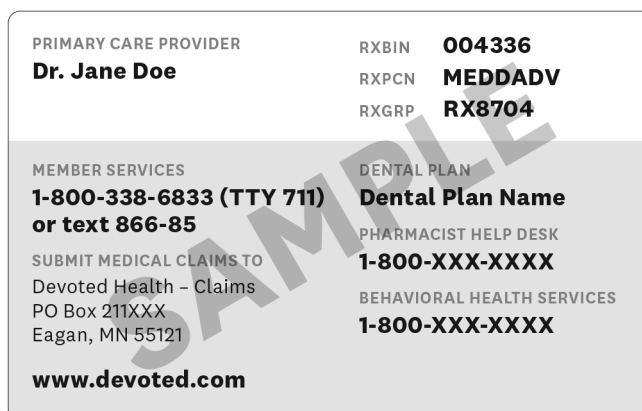 PRIMARY CARE PROVIDER
Dr. Jane Doe
RXBIN 004336
RXPCN MEDDADV
RXGRP RX8704
MEMBER SERVICES
1-800-338-6833 (TTY 711)
or text 866-85
SUBMIT MEDICAL CLAIMS TO
Devoted Health – Claims
PO Box 211XXX
Eagan, MN 55121
www.devoted.com
DENTAL PLAN
Dental Plan Name
PHARMACIST HELP DESK
1-800-XXX-XXXX
BEHAVIORAL HEALTH SERVICES
1-800-XXX-XXXX
SAMPLE